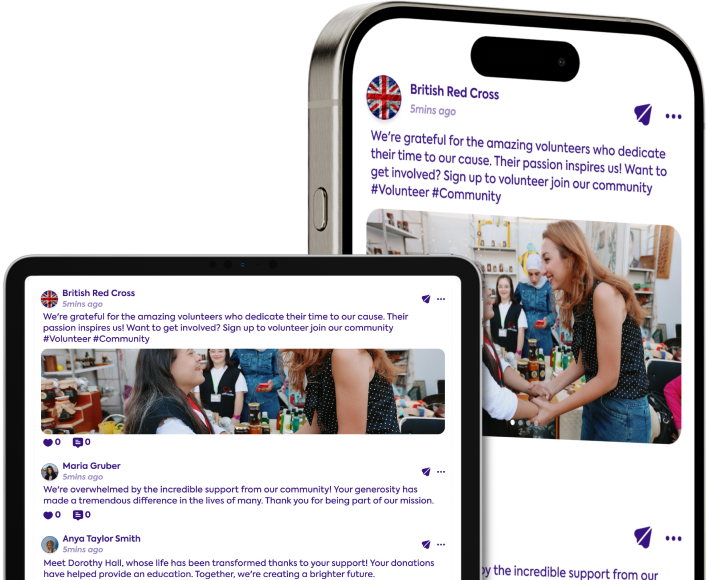 British Red Cross
5mins ago
We're grateful for the amazing volunteers who dedicate
their time to our cause. Their passion inspires us! Want to
get involved? Sign up to volunteer join our community
#Volunteer #Community
by the incredible support from our
British Red Cross
5mins ago
We're grateful for the amazing volunteers who dedicate their time to our cause. Their
passion inspires us! Want to get involved? Sign up to volunteer join our community
#Volunteer #Community
0 0
Maria Gruber
5mins ago
We're overwhelmed by the incredible support from our community! Your generosity has
made a tremendous difference in the lives of many. Thank you for being part of our mission.
0 0
Anya Taylor Smith
5mins ago
Meet Dorothy Hall, whose life has been transformed thanks to your support! Your donations
have helped provide an education. Together, we're creating a brighter future.